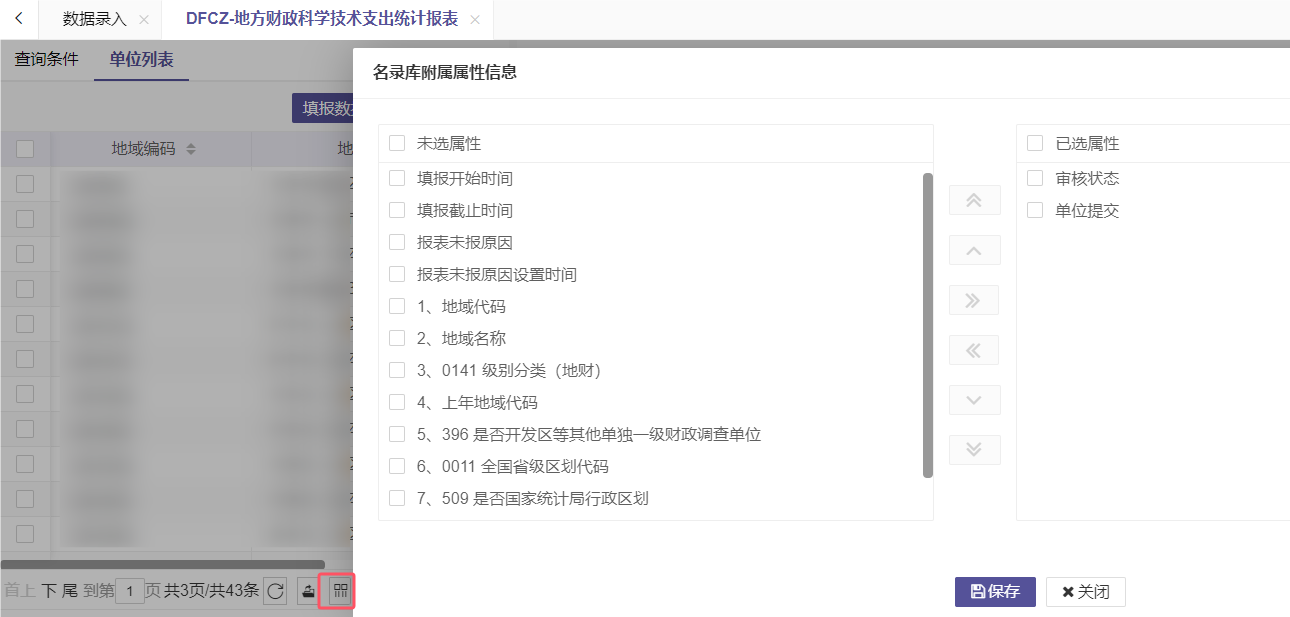 数据录入
DFCZ-地方财政科学技术支出统计报表
查询条件
单位列表
名录库附属属性信息
填报数
地域编码
地
未选属性
填报开始时间
填报截止时间
报表未报原因
报表未报原因设置时间
1、地域代码
2、地域名称
3、0141 级别分类（地财）
4、上年地域代码
5、396 是否开发区等其他单独一级财政调查单位
6、0011 全国省级区划代码
7、509 是否国家统计局行政区划
已选属性
审核状态
单位提交
首上下尾 到第 1 页 共3页/共43条
保存
关闭